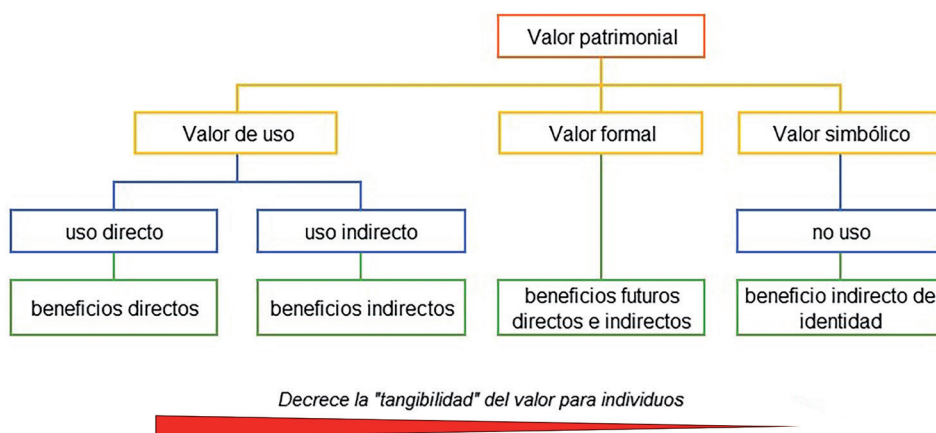 Valor patrimonial
Valor de uso
Valor formal
Valor simbólico
uso directo
uso indirecto
no uso
beneficios directos
beneficios indirectos
beneficios futuros
directos e indirectos
beneficio indirecto de
identidad
Decrece la "tangibilidad" del valor para individuos